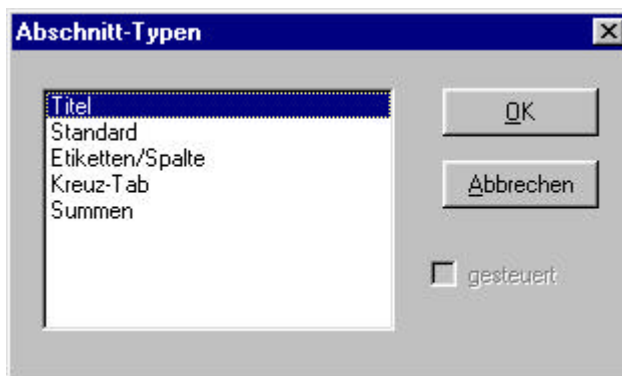 Abschnitt-Typen
Titel
Standard
Etiketten/Spalte
Kreuz-Tab
Summen
OK
Abbrechen
gesteuert